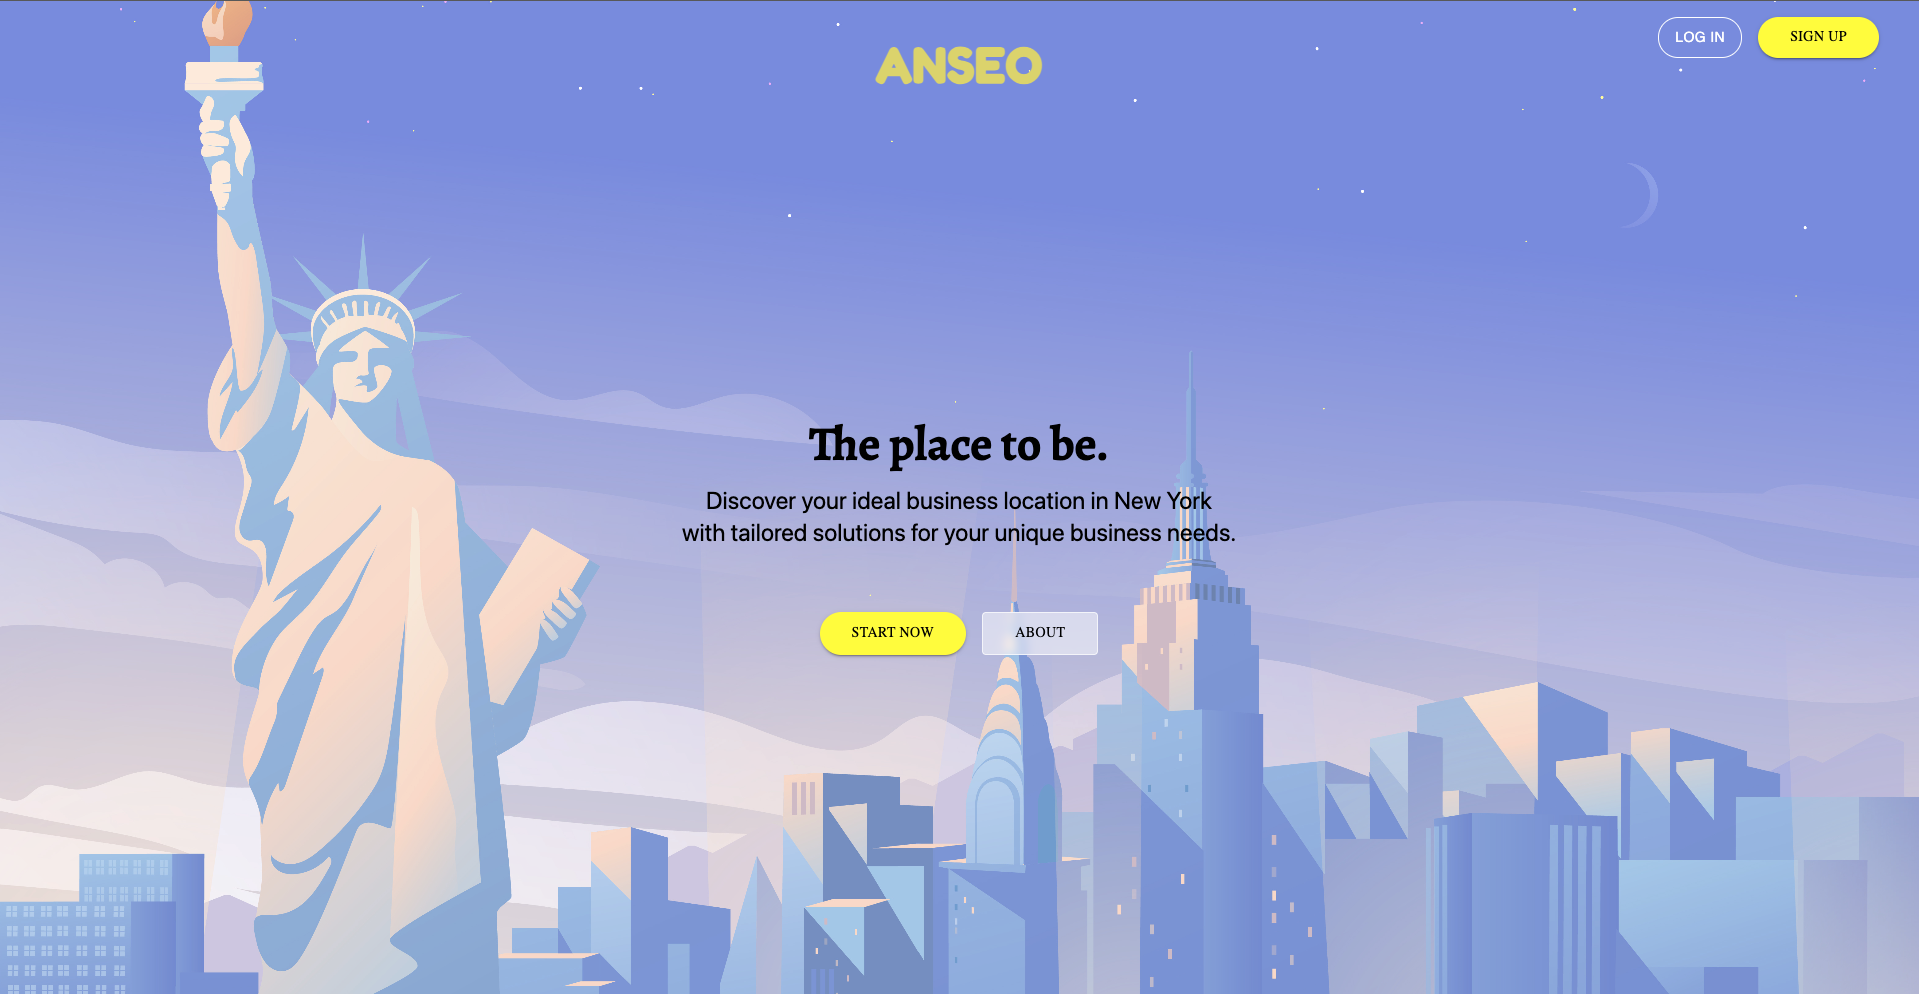 ANSEO
LOG IN
SIGN UP
The place to be.
Discover your ideal business location in New York
with tailored solutions for your unique business needs.
START NOW
ABOUT